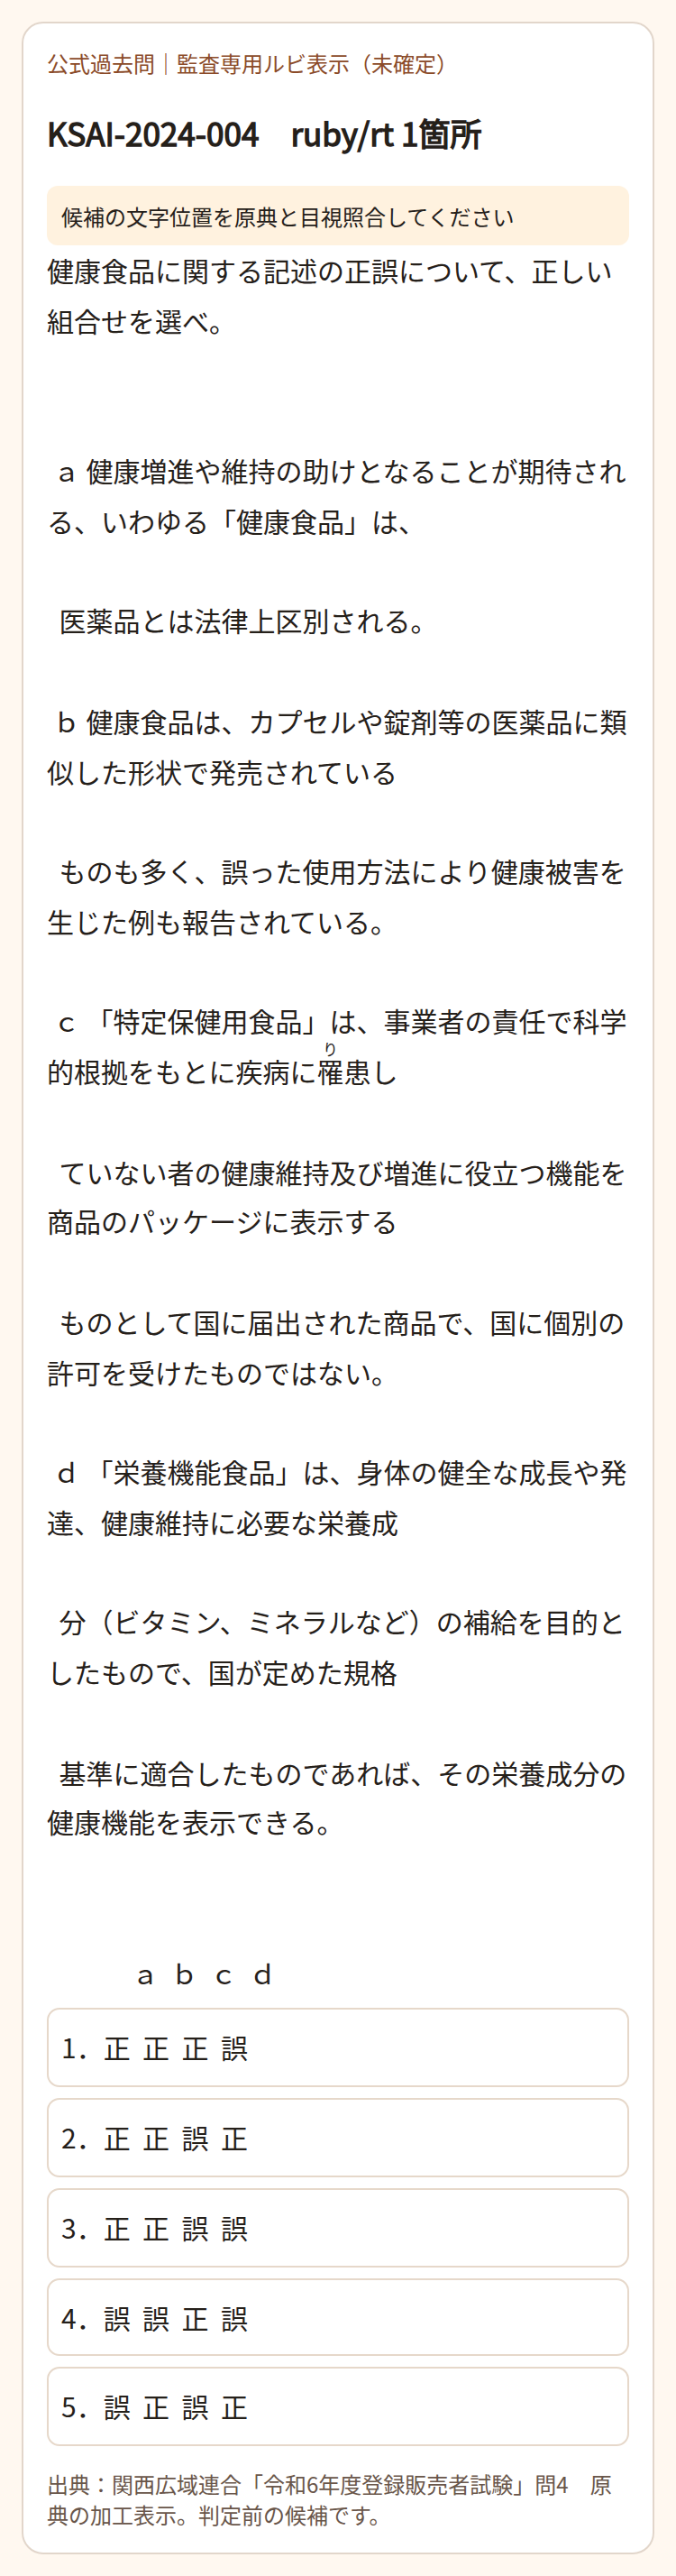 公式過去問｜監査専用ルビ表示（未確定）
KSAI-2024-004　ruby/rt 1箇所
候補の文字位置を原典と目視照合してください
健康食品に関する記述の正誤について、正しい
組合せを選べ。
ａ 健康増進や維持の助けとなることが期待され
る、いわゆる「健康食品」は、
医薬品とは法律上区別される。
ｂ 健康食品は、カプセルや錠剤等の医薬品に類
似した形状で発売されている
ものも多く、誤った使用方法により健康被害を
生じた例も報告されている。
ｃ 「特定保健用食品」は、事業者の責任で科学
り
的根拠をもとに疾病に罹患し
ていない者の健康維持及び増進に役立つ機能を
商品のパッケージに表示する
ものとして国に届出された商品で、国に個別の
許可を受けたものではない。
ｄ 「栄養機能食品」は、身体の健全な成長や発
達、健康維持に必要な栄養成
分（ビタミン、ミネラルなど）の補給を目的と
したもので、国が定めた規格
基準に適合したものであれば、その栄養成分の
健康機能を表示できる。
ａ ｂ ｃ ｄ
1．正 正 正 誤
2．正 正 誤 正
3．正 正 誤 誤
4．誤 誤 正 誤
5．誤 正 誤 正
出典：関西広域連合「令和6年度登録販売者試験」問4　原
典の加工表示。判定前の候補です。